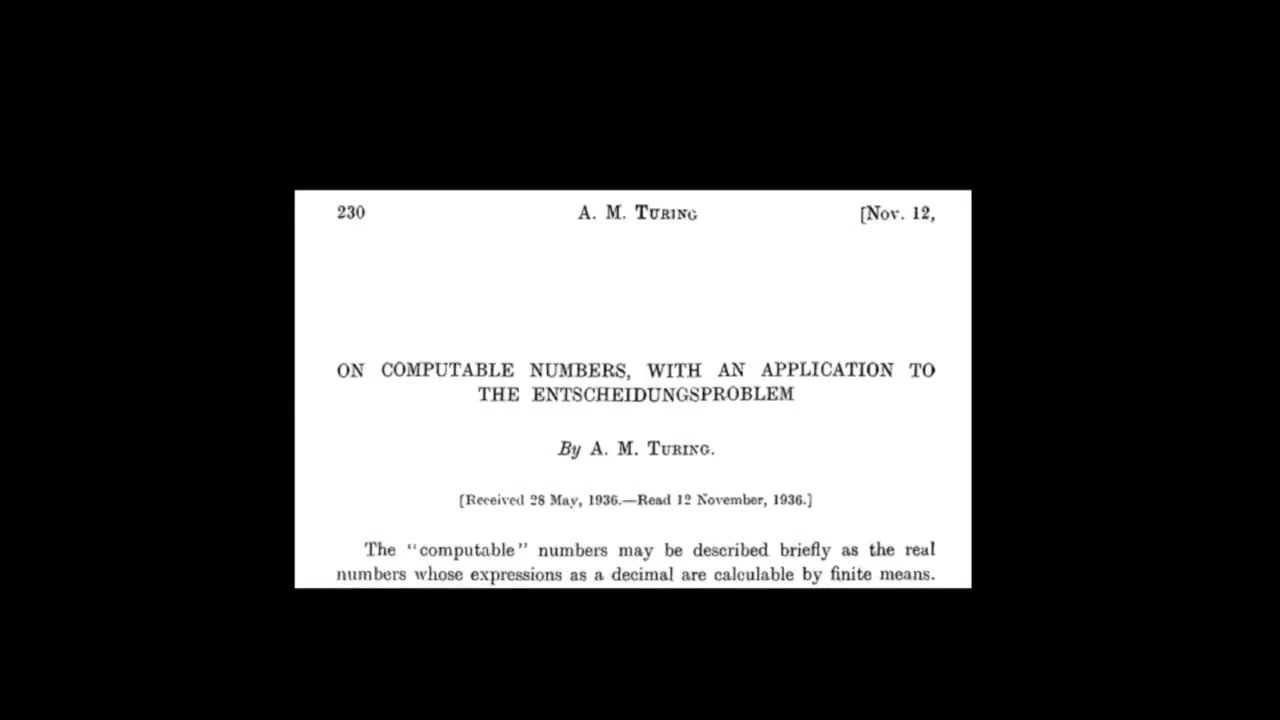 230 A. M. TURING [Nov. 12,
ON COMPUTABLE NUMBERS, WITH AN APPLICATION TO
THE ENTSCHEIDUNGSPROBLEM
By A. M. TURING.
[Received 28 May, 1936.—Read 12 November, 1936.]
The “computable” numbers may be described briefly as the real
numbers whose expressions as a decimal are calculable by finite means.